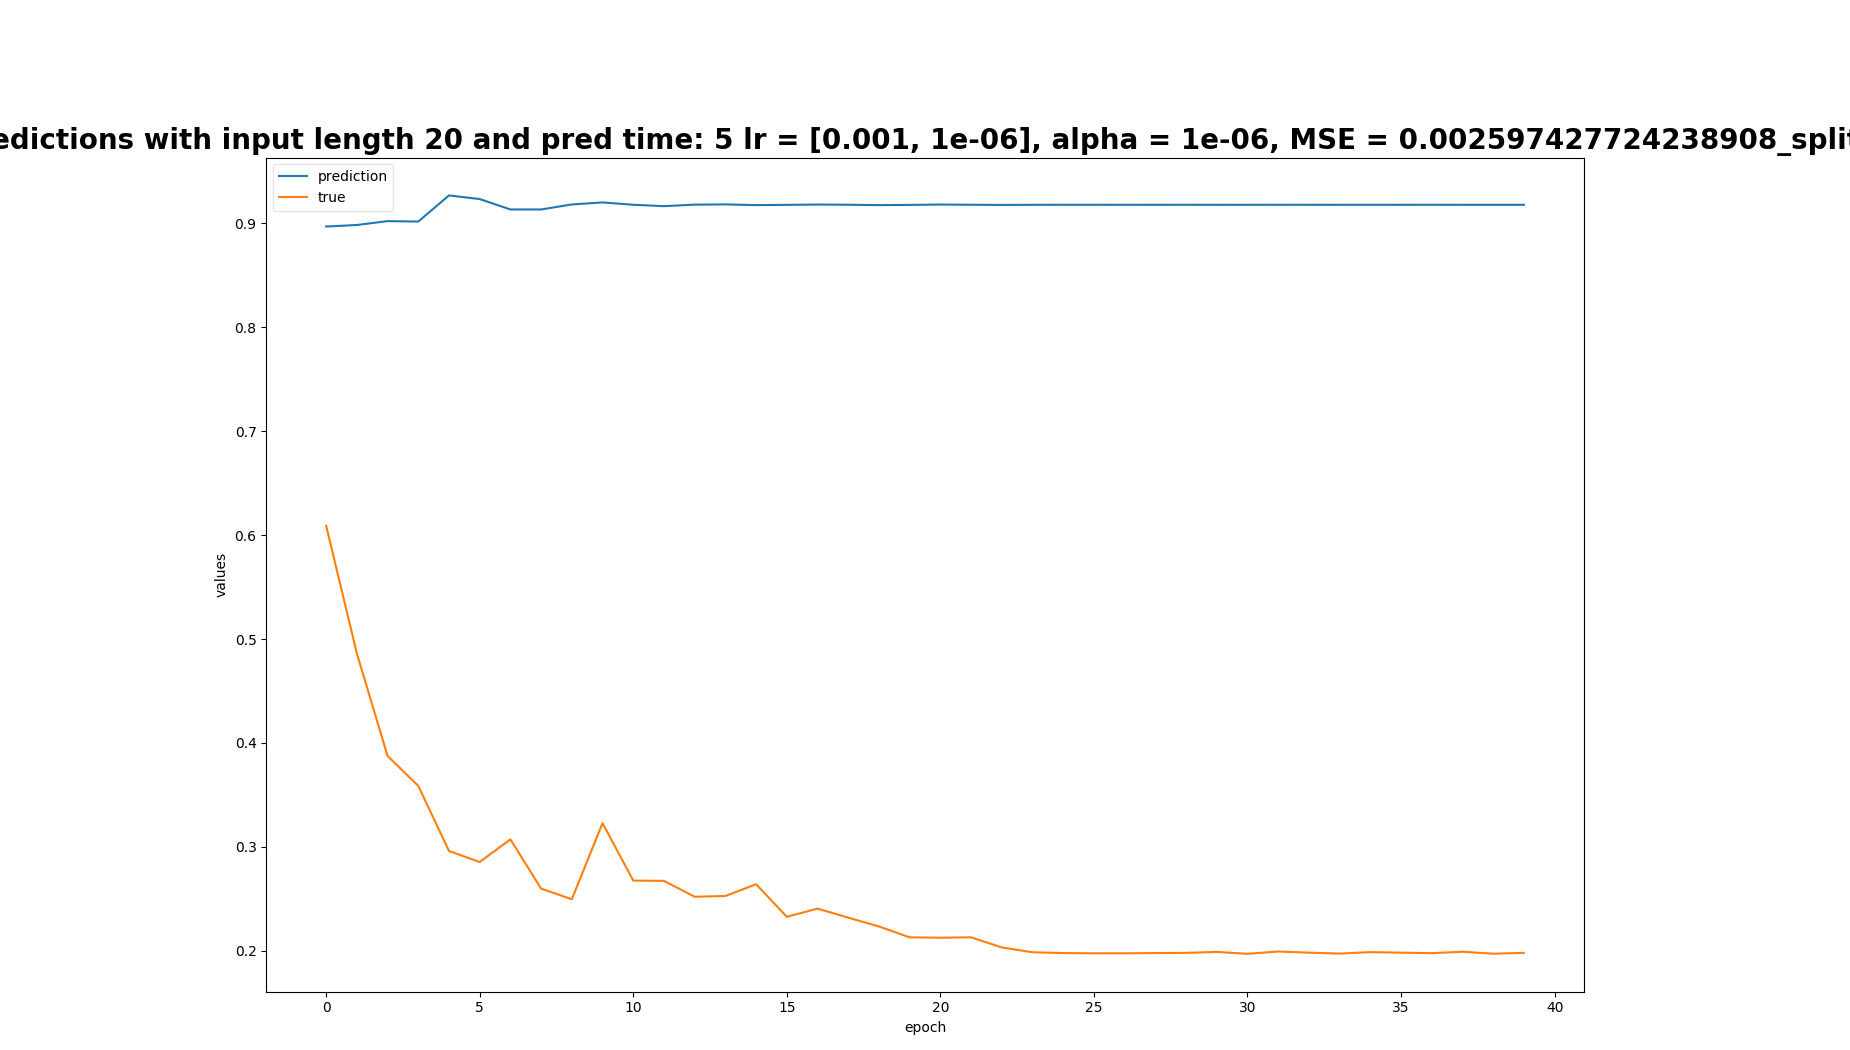 edictions with input length 20 and pred time: 5 lr = [0.001, 1e-06], alpha = 1e-06, MSE = 0.002597427724238908_split
prediction
true
0.9
0.8
0.7
0.6
0.5
0.4
0.3
0.2
values
0 5 10 15 20 25 30 35 40
epoch